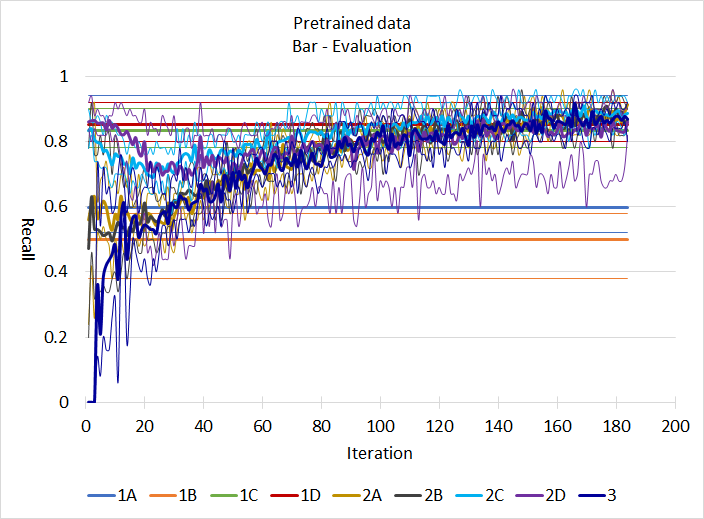 Pretrained data
Bar - Evaluation
1
0.8
0.6
0.4
0.2
0
Recall
0 20 40 60 80 100 120 140 160 180 200
Iteration
1A 1B 1C 1D 2A 2B 2C 2D 3